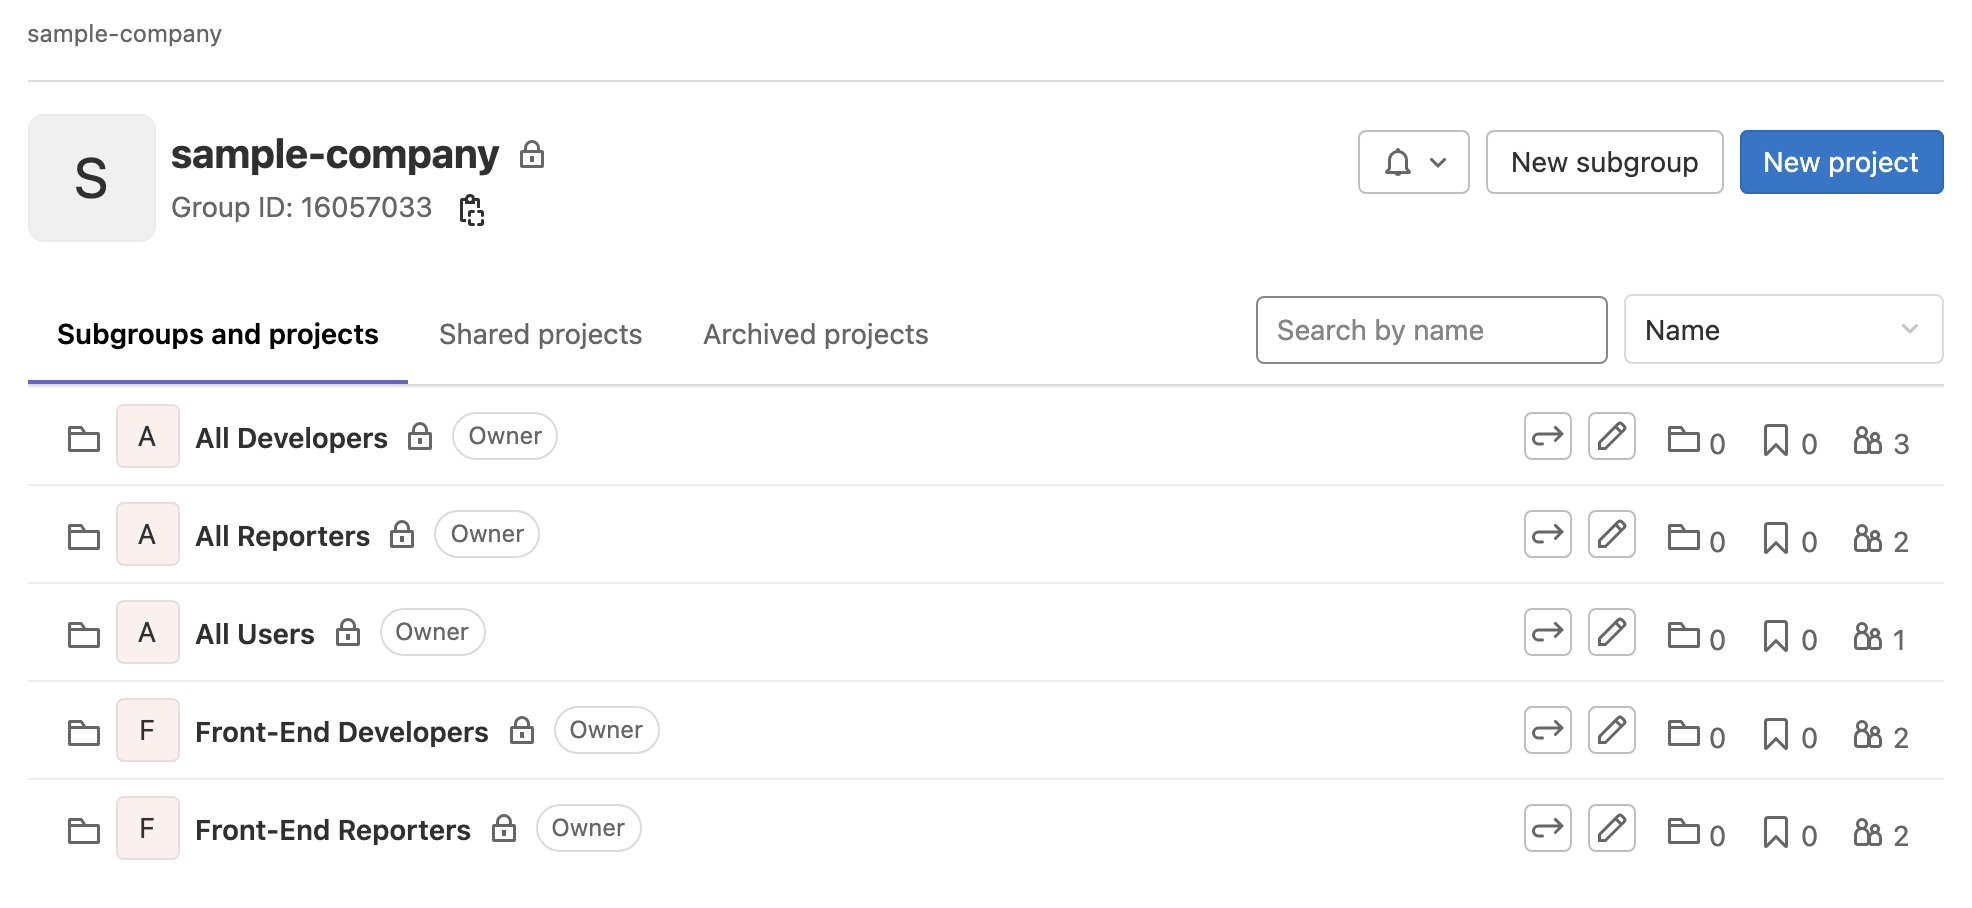 sample-company
S
sample-company
Group ID: 16057033
New subgroup
New project
Subgroups and projects
Shared projects
Archived projects
Search by name
Name
A All Developers Owner 0 0 3
A All Reporters Owner 0 0 2
A All Users Owner 0 0 1
F Front-End Developers Owner 0 0 2
F Front-End Reporters Owner 0 0 2